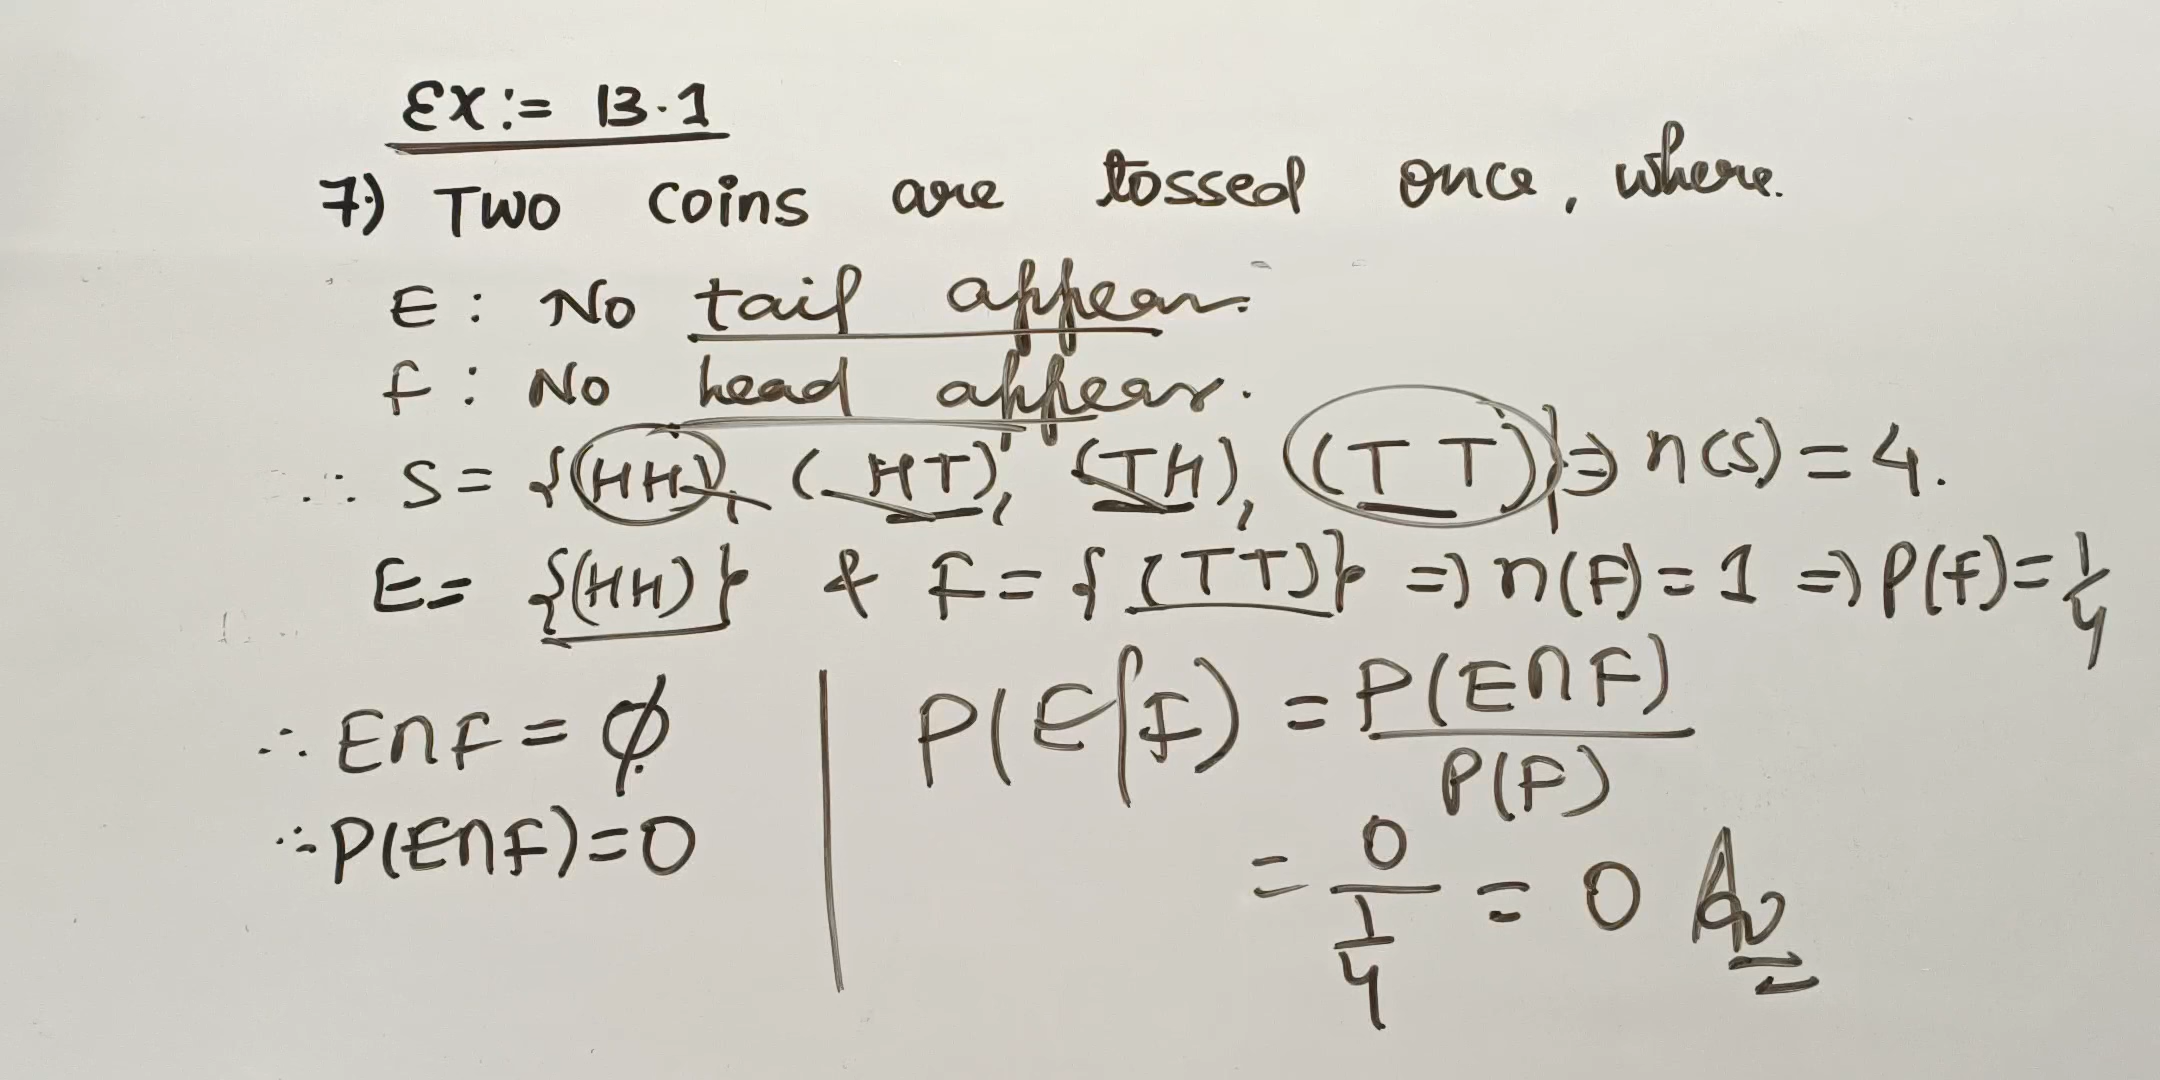 Ex:= 13.1
7) Two coins are tossed once, where.
E : No tail appear.
F : No head appear.
∴ S = {(HH), (HT), (TH), (TT)} ⇒ n(S) = 4.
E = {(HH)} & F = {(TT)} ⇒ n(F) = 1 ⇒ P(F) = 1/4
∴ E∩F = ϕ
∴ P(E∩F) = 0
P(E|F) = P(E∩F) / P(F)
= 0 / (1/4) = 0 Ans